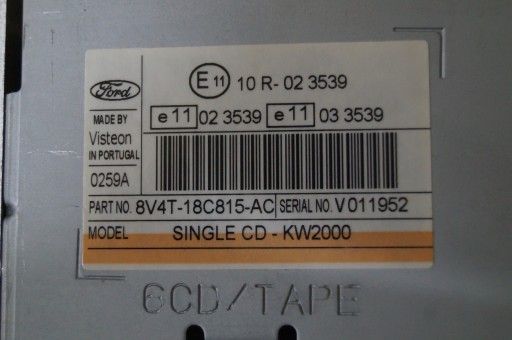 Ford
E 11 10 R- 02 3539
e 11 02 3539 e 11 03 3539
MADE BY
Visteon
IN PORTUGAL
0259A
PART NO. 8V4T-18C815-AC SERIAL NO. V 011952
MODEL SINGLE CD - KW2000
6CD/TAPE